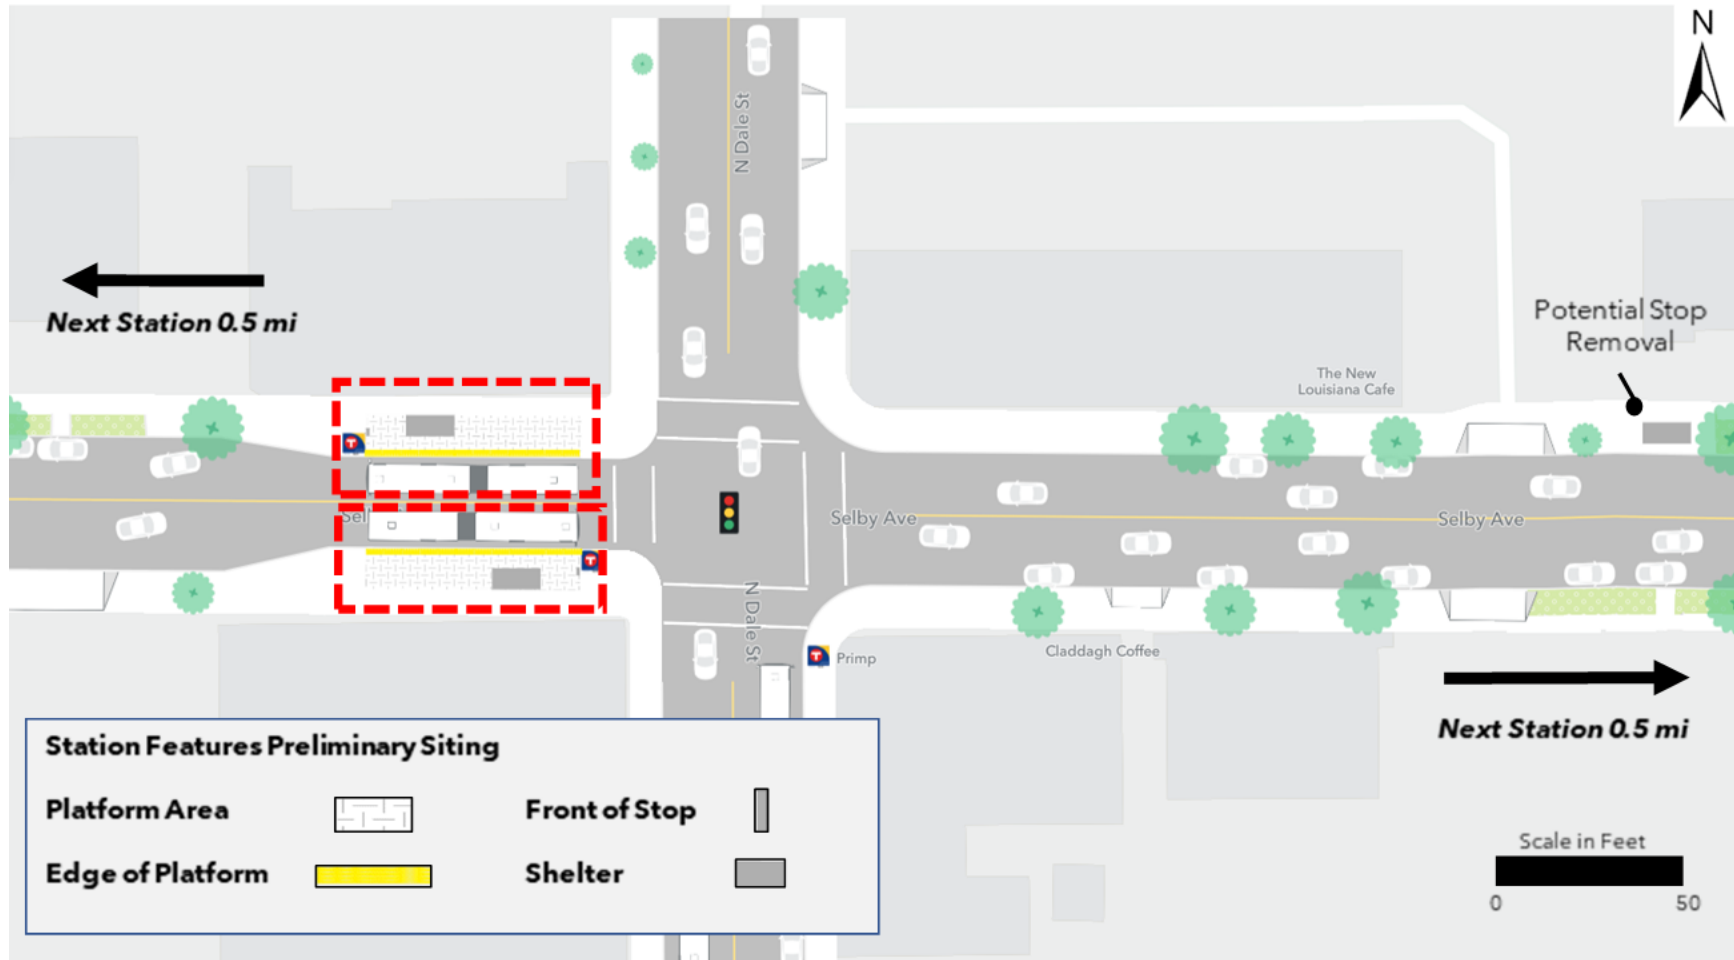 N
N Dale St
Next Station 0.5 mi
Potential Stop
Removal
The New
Louisiana Cafe
T
Sel
Selby Ave
Selby Ave
T
N Dale St
T
Primp
Claddagh Coffee
Next Station 0.5 mi
Station Features Preliminary Siting
Platform Area
Front of Stop
Edge of Platform
Shelter
Scale in Feet
0
50